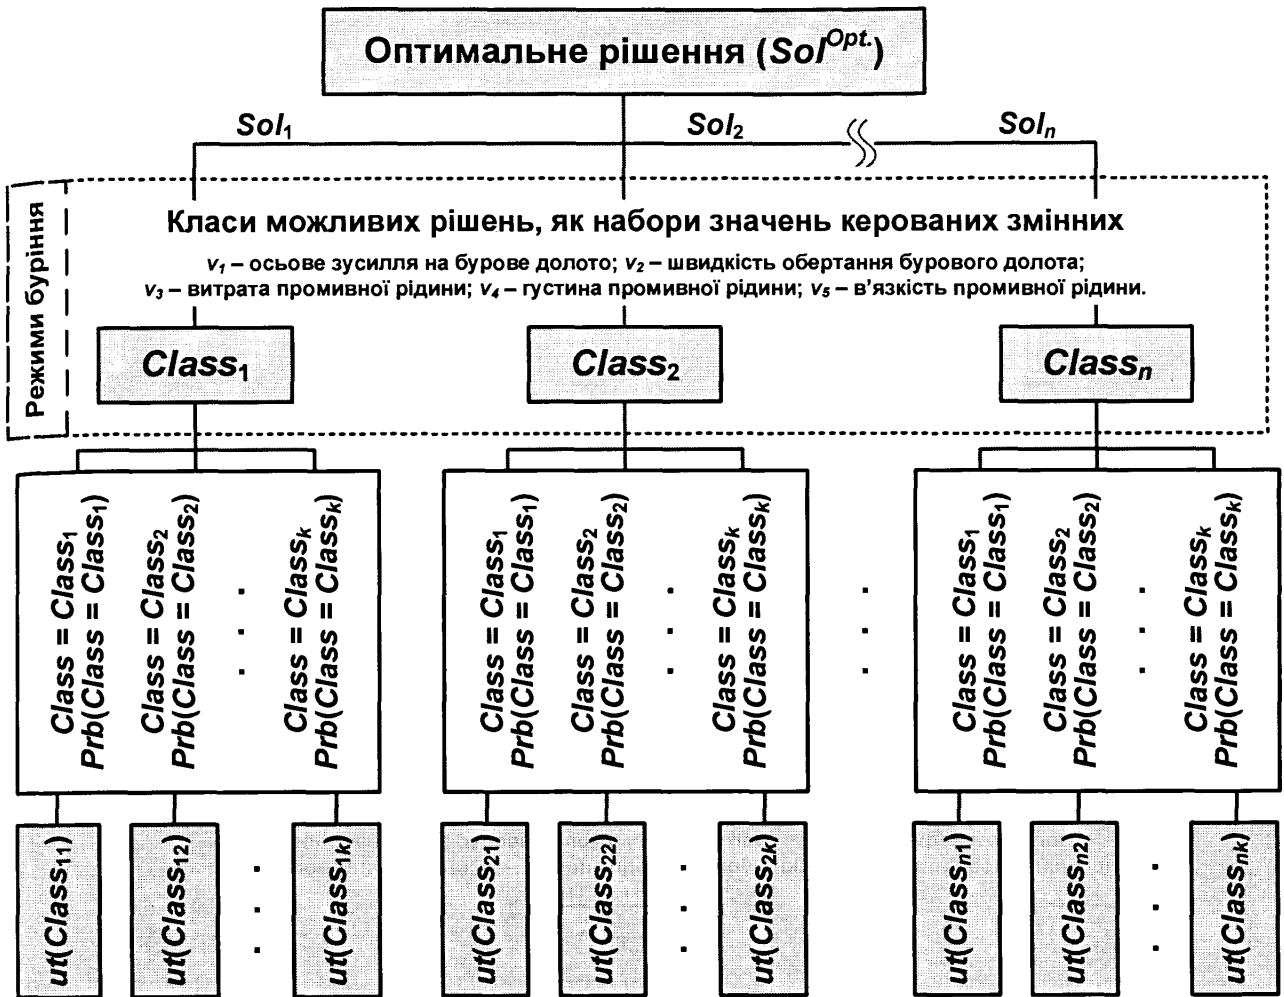 Оптимальне рішення (Sol^Opt.)
Sol₁ Sol₂ Solₙ
Режими буріння
Класи можливих рішень, як набори значень керованих змінних
v₁ – осьове зусилля на бурове долото; v₂ – швидкість обертання бурового долота;
v₃ – витрата промивної рідини; v₄ – густина промивної рідини; v₅ – в'язкість промивної рідини.
Class₁ Class₂ Classₙ
Class = Class₁
Prb(Class = Class₁)
Class = Class₂
Prb(Class = Class₂)
. . .
Class = Classₖ
Prb(Class = Classₖ)
Class = Class₁
Prb(Class = Class₁)
Class = Class₂
Prb(Class = Class₂)
. . .
Class = Classₖ
Prb(Class = Classₖ)
. . .
Class = Class₁
Prb(Class = Class₁)
Class = Class₂
Prb(Class = Class₂)
. . .
Class = Classₖ
Prb(Class = Classₖ)
ut(Class₁₁)
ut(Class₁₂)
. . .
ut(Class₁ₖ)
ut(Class₂₁)
ut(Class₂₂)
. . .
ut(Class₂ₖ)
ut(Classₙ₁)
ut(Classₙ₂)
. . .
ut(Classₙₖ)